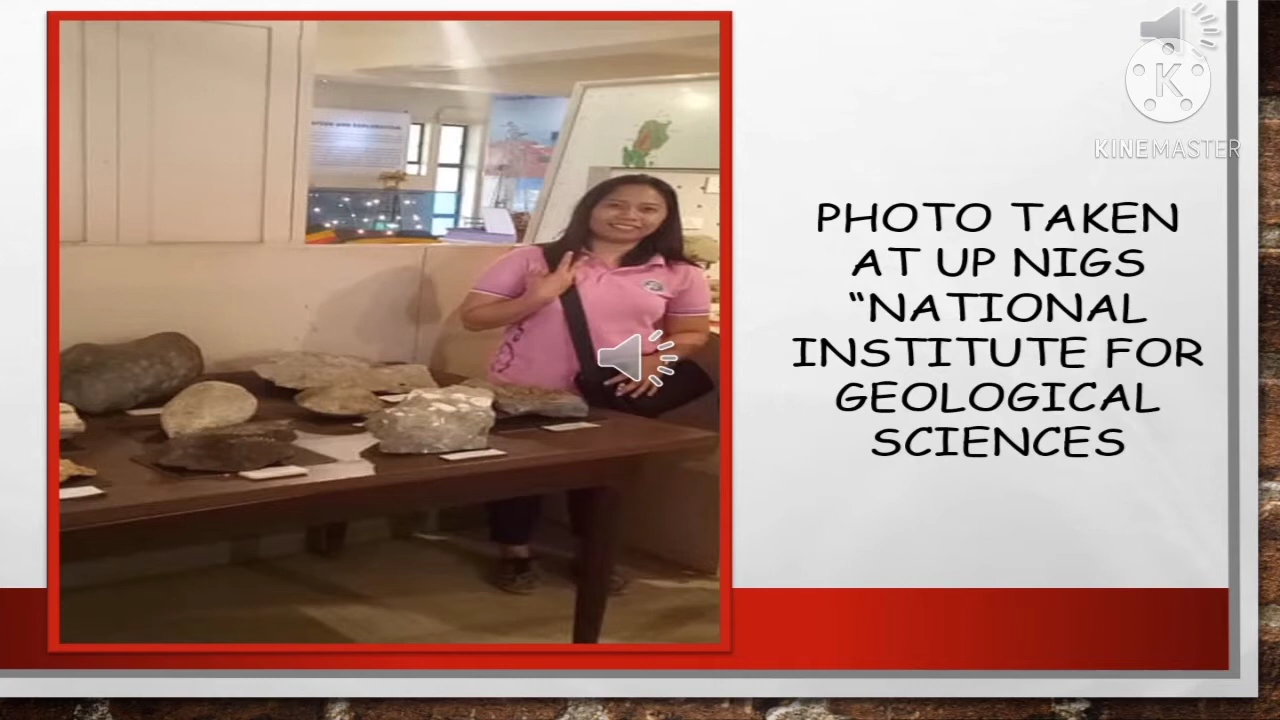 K
KINEMASTER
PHOTO TAKEN
AT UP NIGS
“NATIONAL
INSTITUTE FOR
GEOLOGICAL
SCIENCES